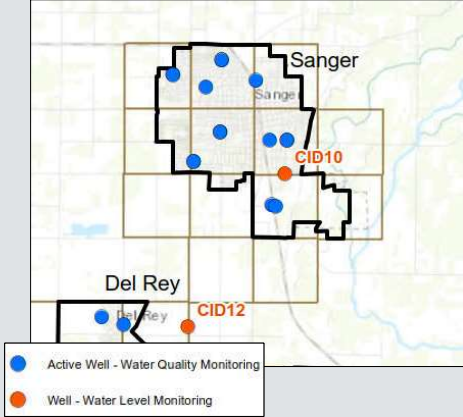 Sanger
Sanger
CID10
Del Rey
CID12
Del Rey
Active Well - Water Quality Monitoring
Well - Water Level Monitoring